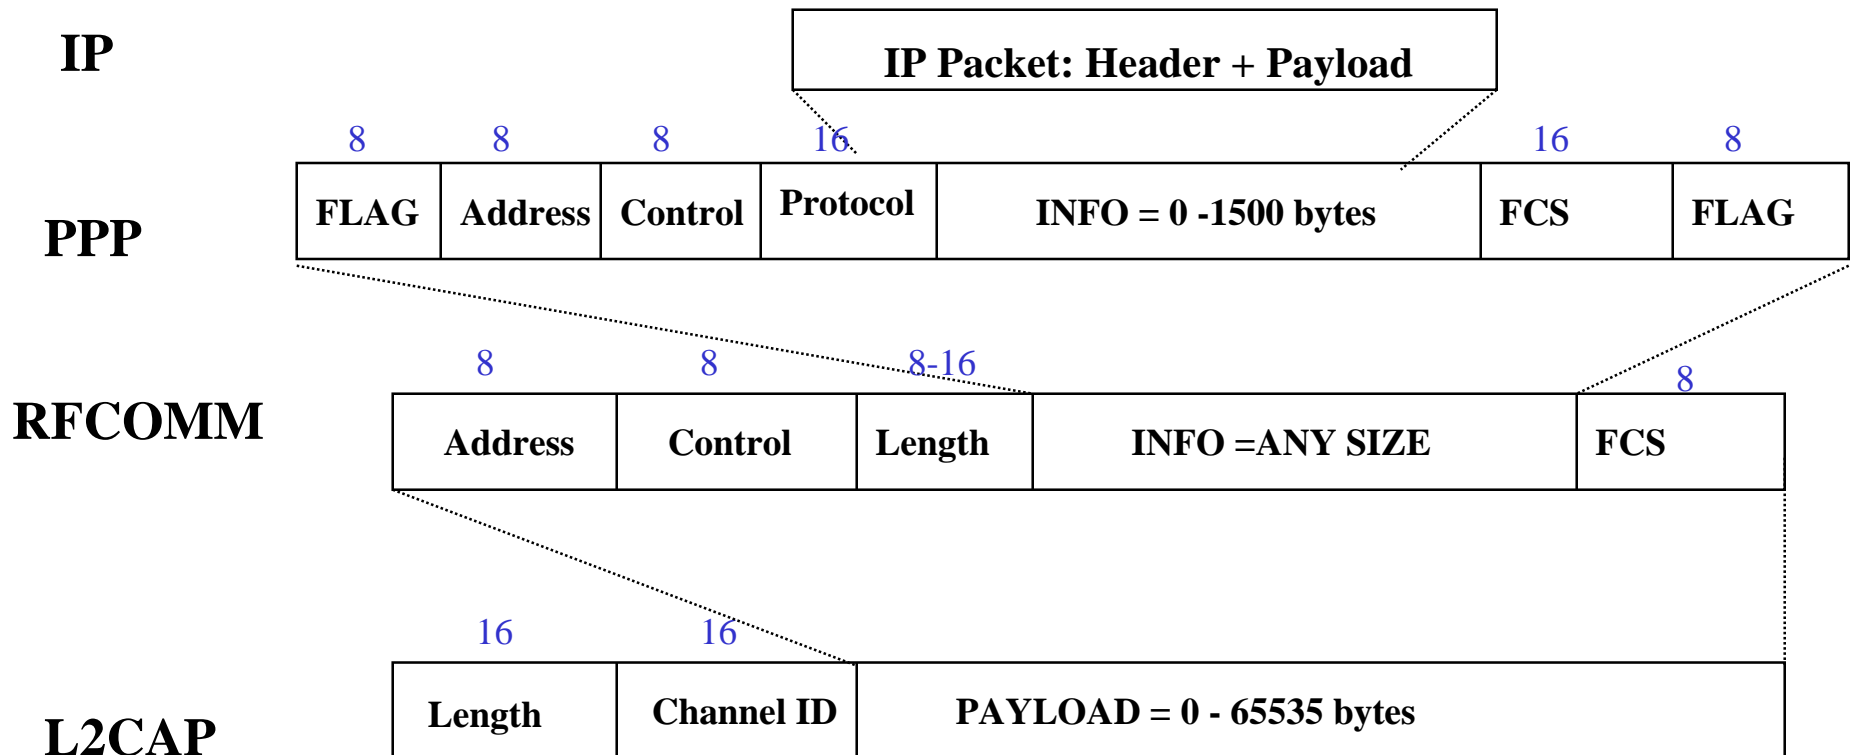 IP
IP Packet: Header + Payload
8 8 8 16 16 8
PPP
FLAG Address Control Protocol INFO = 0 -1500 bytes FCS FLAG
8 8 8-16 8
RFCOMM
Address Control Length INFO =ANY SIZE FCS
16 16
L2CAP
Length Channel ID PAYLOAD = 0 - 65535 bytes